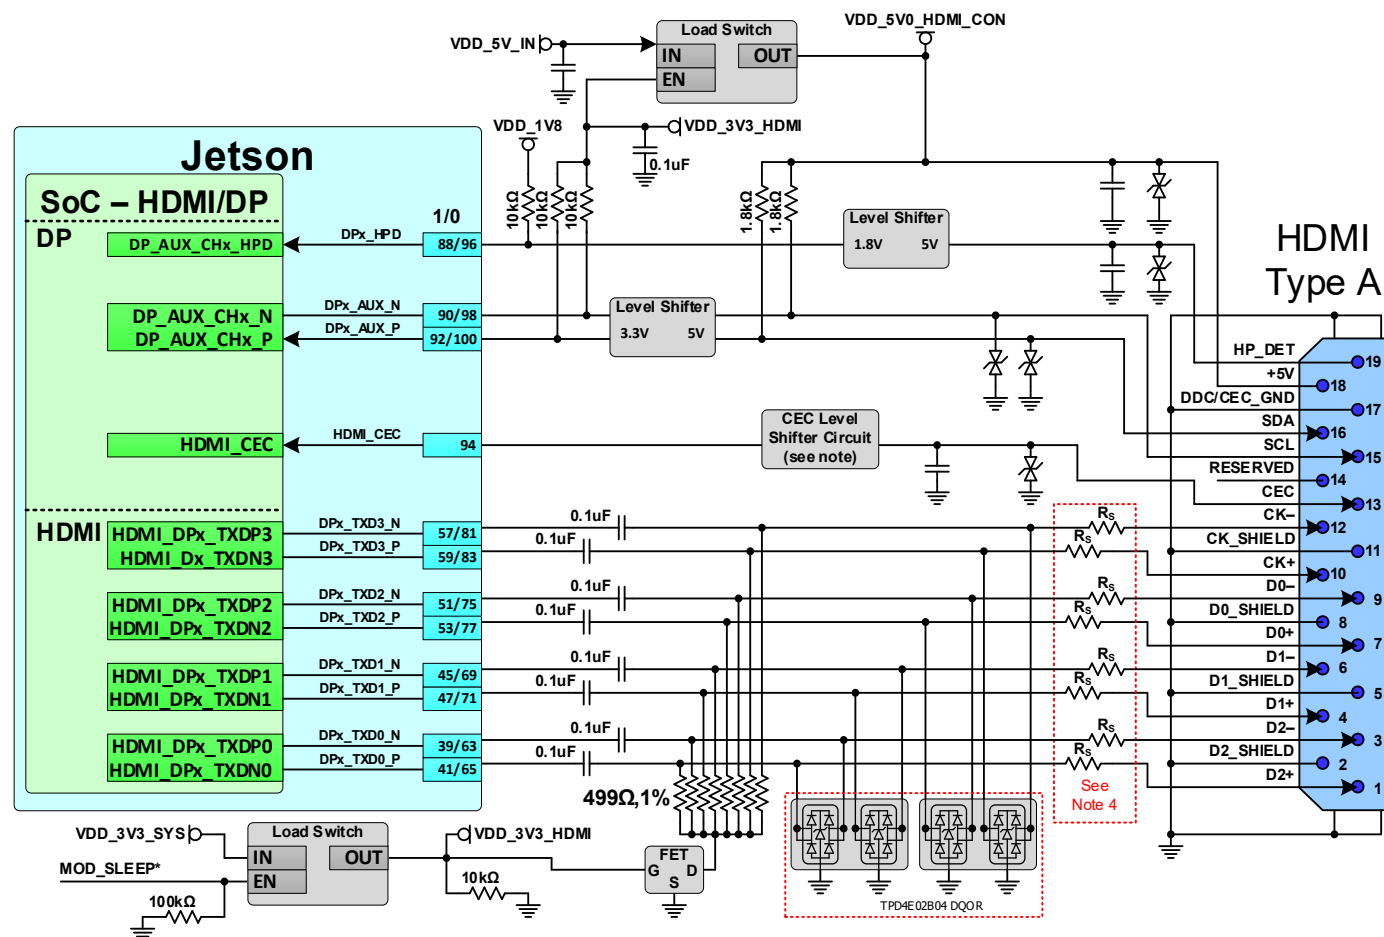 Load Switch
VDD_5V_IN
IN
OUT
EN
VDD_5V0_HDMI_CON
VDD_1V8
VDD_3V3_HDMI
0.1uF
10kΩ
10kΩ
10kΩ
1.8kΩ
1.8kΩ
Jetson
SoC – HDMI/DP
DP
1/0
DP_AUX_CHx_HPD
DPx_HPD
88/96
Level Shifter
1.8V
5V
HDMI
Type A
DP_AUX_CHx_N
DPx_AUX_N
90/98
DP_AUX_CHx_P
DPx_AUX_P
92/100
Level Shifter
3.3V
5V
HDMI_CEC
HDMI_CEC
94
CEC Level
Shifter Circuit
(see note)
HDMI
HDMI_DPx_TXDP3
DPx_TXD3_N
57/81
0.1uF
HDMI_Dx_TXDN3
DPx_TXD3_P
59/83
0.1uF
HDMI_DPx_TXDP2
DPx_TXD2_N
51/75
0.1uF
HDMI_DPx_TXDN2
DPx_TXD2_P
53/77
0.1uF
HDMI_DPx_TXDP1
DPx_TXD1_N
45/69
0.1uF
HDMI_DPx_TXDN1
DPx_TXD1_P
47/71
0.1uF
HDMI_DPx_TXDP0
DPx_TXD0_N
39/63
0.1uF
HDMI_DPx_TXDN0
DPx_TXD0_P
41/65
0.1uF
HP_DET
19
+5V
18
DDC/CEC_GND
17
SDA
16
SCL
15
RESERVED
14
CEC
13
CK–
12
CK_SHIELD
11
CK+
10
D0–
9
D0_SHIELD
8
D0+
7
D1–
6
D1_SHIELD
5
D1+
4
D2–
3
D2_SHIELD
2
D2+
1
RS
RS
RS
RS
RS
RS
RS
RS
See
Note 4
499Ω,1%
VDD_3V3_SYS
Load Switch
IN
OUT
EN
MOD_SLEEP*
100kΩ
VDD_3V3_HDMI
10kΩ
FET
G
D
S
TPD4E02B04 DQOR